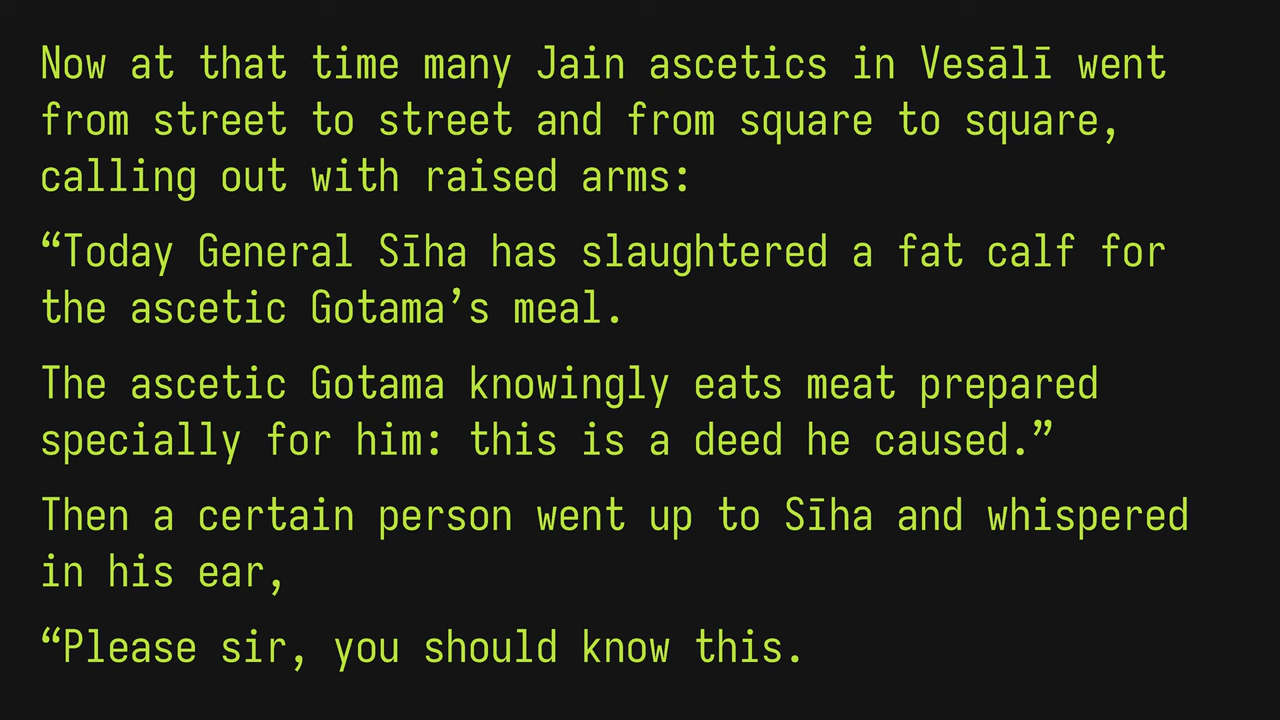 Now at that time many Jain ascetics in Vesālī went
from street to street and from square to square,
calling out with raised arms:
“Today General Sīha has slaughtered a fat calf for
the ascetic Gotama’s meal.
The ascetic Gotama knowingly eats meat prepared
specially for him: this is a deed he caused.”
Then a certain person went up to Sīha and whispered
in his ear,
“Please sir, you should know this.